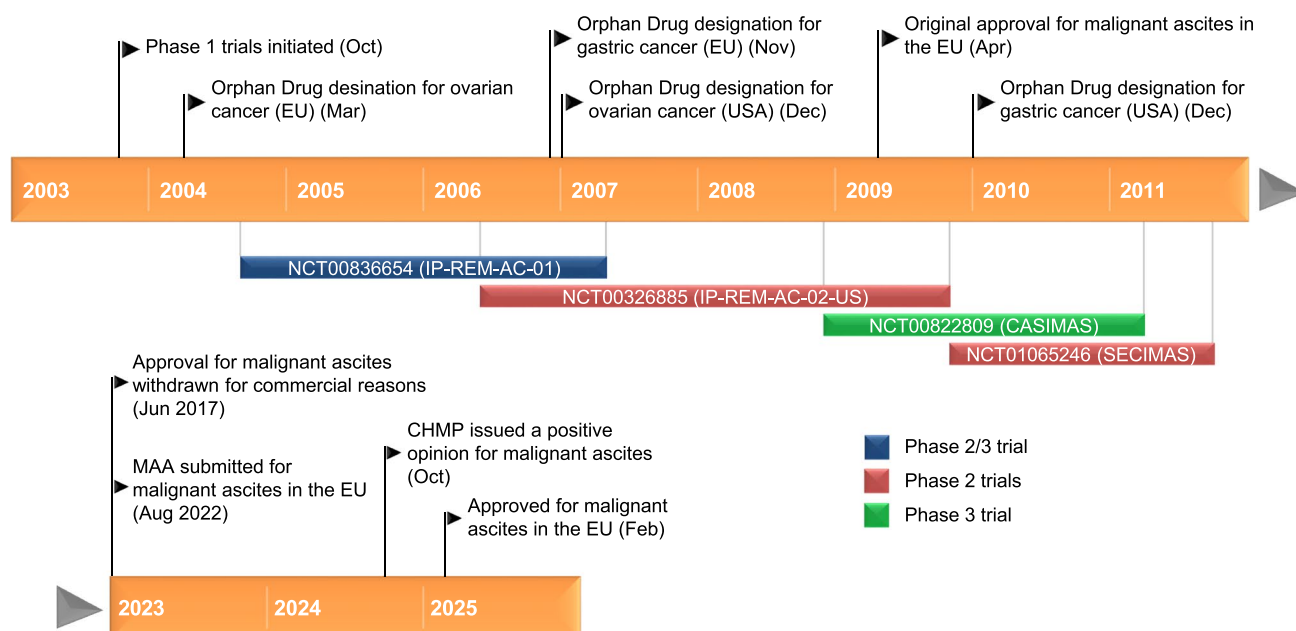 Phase 1 trials initiated (Oct)
Orphan Drug desination for ovarian
cancer (EU) (Mar)
Orphan Drug designation for
gastric cancer (EU) (Nov)
Orphan Drug designation for
ovarian cancer (USA) (Dec)
Original approval for malignant ascites in
the EU (Apr)
Orphan Drug designation for
gastric cancer (USA) (Dec)
2003 2004 2005 2006 2007 2008 2009 2010 2011
NCT00836654 (IP-REM-AC-01)
NCT00326885 (IP-REM-AC-02-US)
NCT00822809 (CASIMAS)
NCT01065246 (SECIMAS)
Approval for malignant ascites
withdrawn for commercial reasons
(Jun 2017)
MAA submitted for
malignant ascites in the EU
(Aug 2022)
CHMP issued a positive
opinion for malignant ascites
(Oct)
Approved for malignant
ascites in the EU (Feb)
Phase 2/3 trial
Phase 2 trials
Phase 3 trial
2023 2024 2025